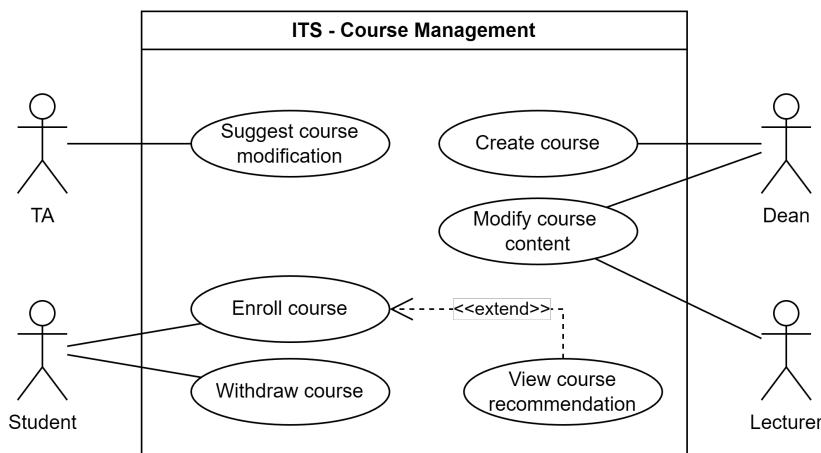 ITS - Course Management
Suggest course
modification
Create course
TA
Dean
Modify course
content
Enroll course
<<extend>>
Withdraw course
View course
recommendation
Student
Lecturer